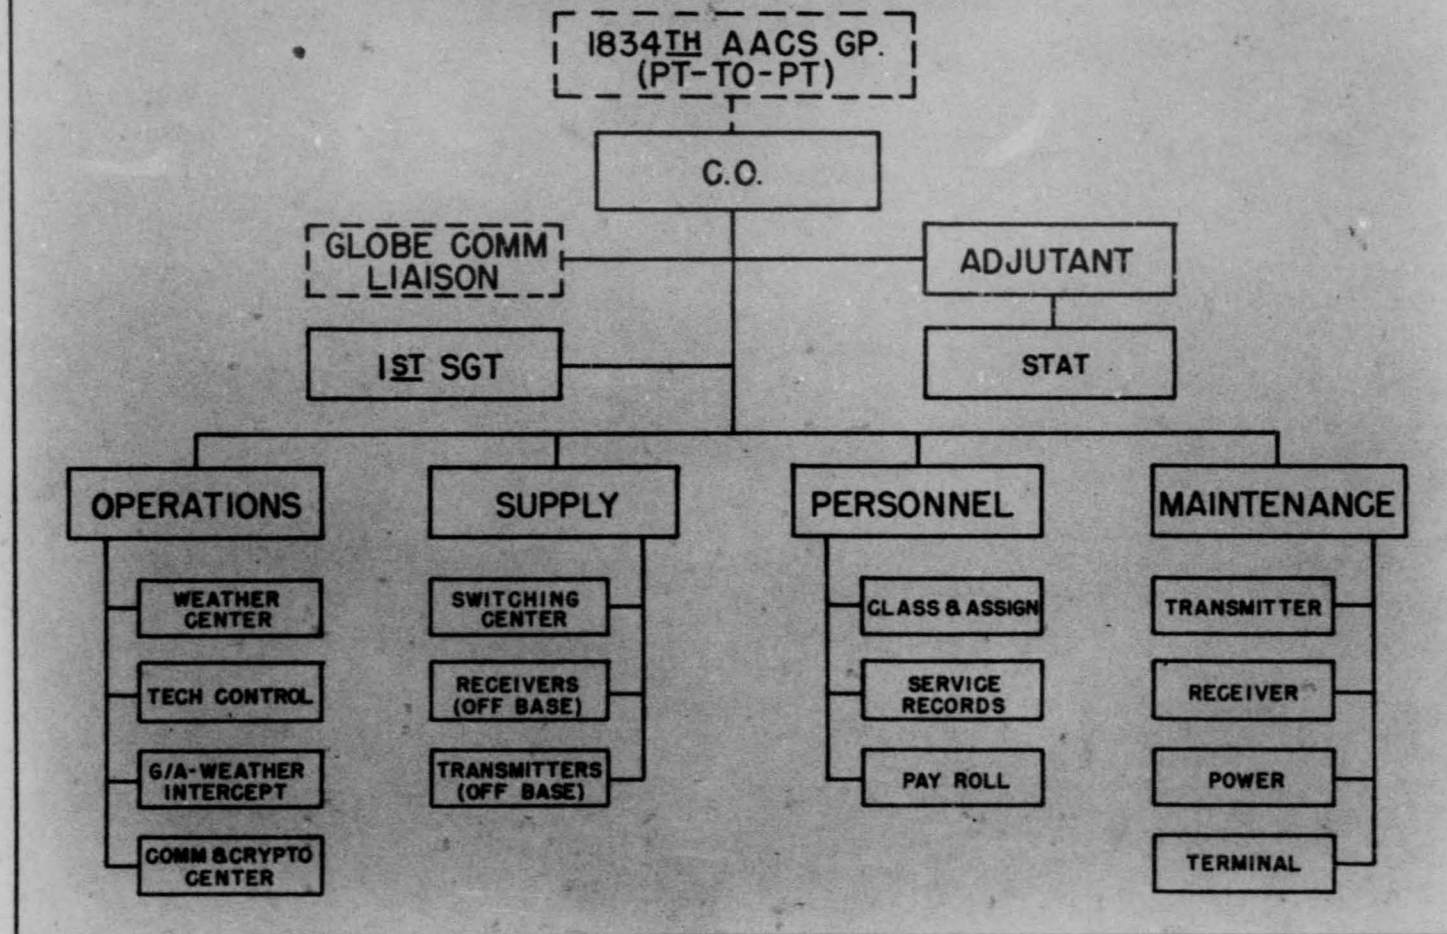 1834TH AACS GP.
(PT-TO-PT)
C.O.
GLOBE COMM
LIAISON
ADJUTANT
1ST SGT
STAT
OPERATIONS
SUPPLY
PERSONNEL
MAINTENANCE
WEATHER
CENTER
TECH CONTROL
G/A-WEATHER
INTERCEPT
COMM & CRYPTO
CENTER
SWITCHING
CENTER
RECEIVERS
(OFF BASE)
TRANSMITTERS
(OFF BASE)
CLASS & ASSIGN
SERVICE
RECORDS
PAY ROLL
TRANSMITTER
RECEIVER
POWER
TERMINAL